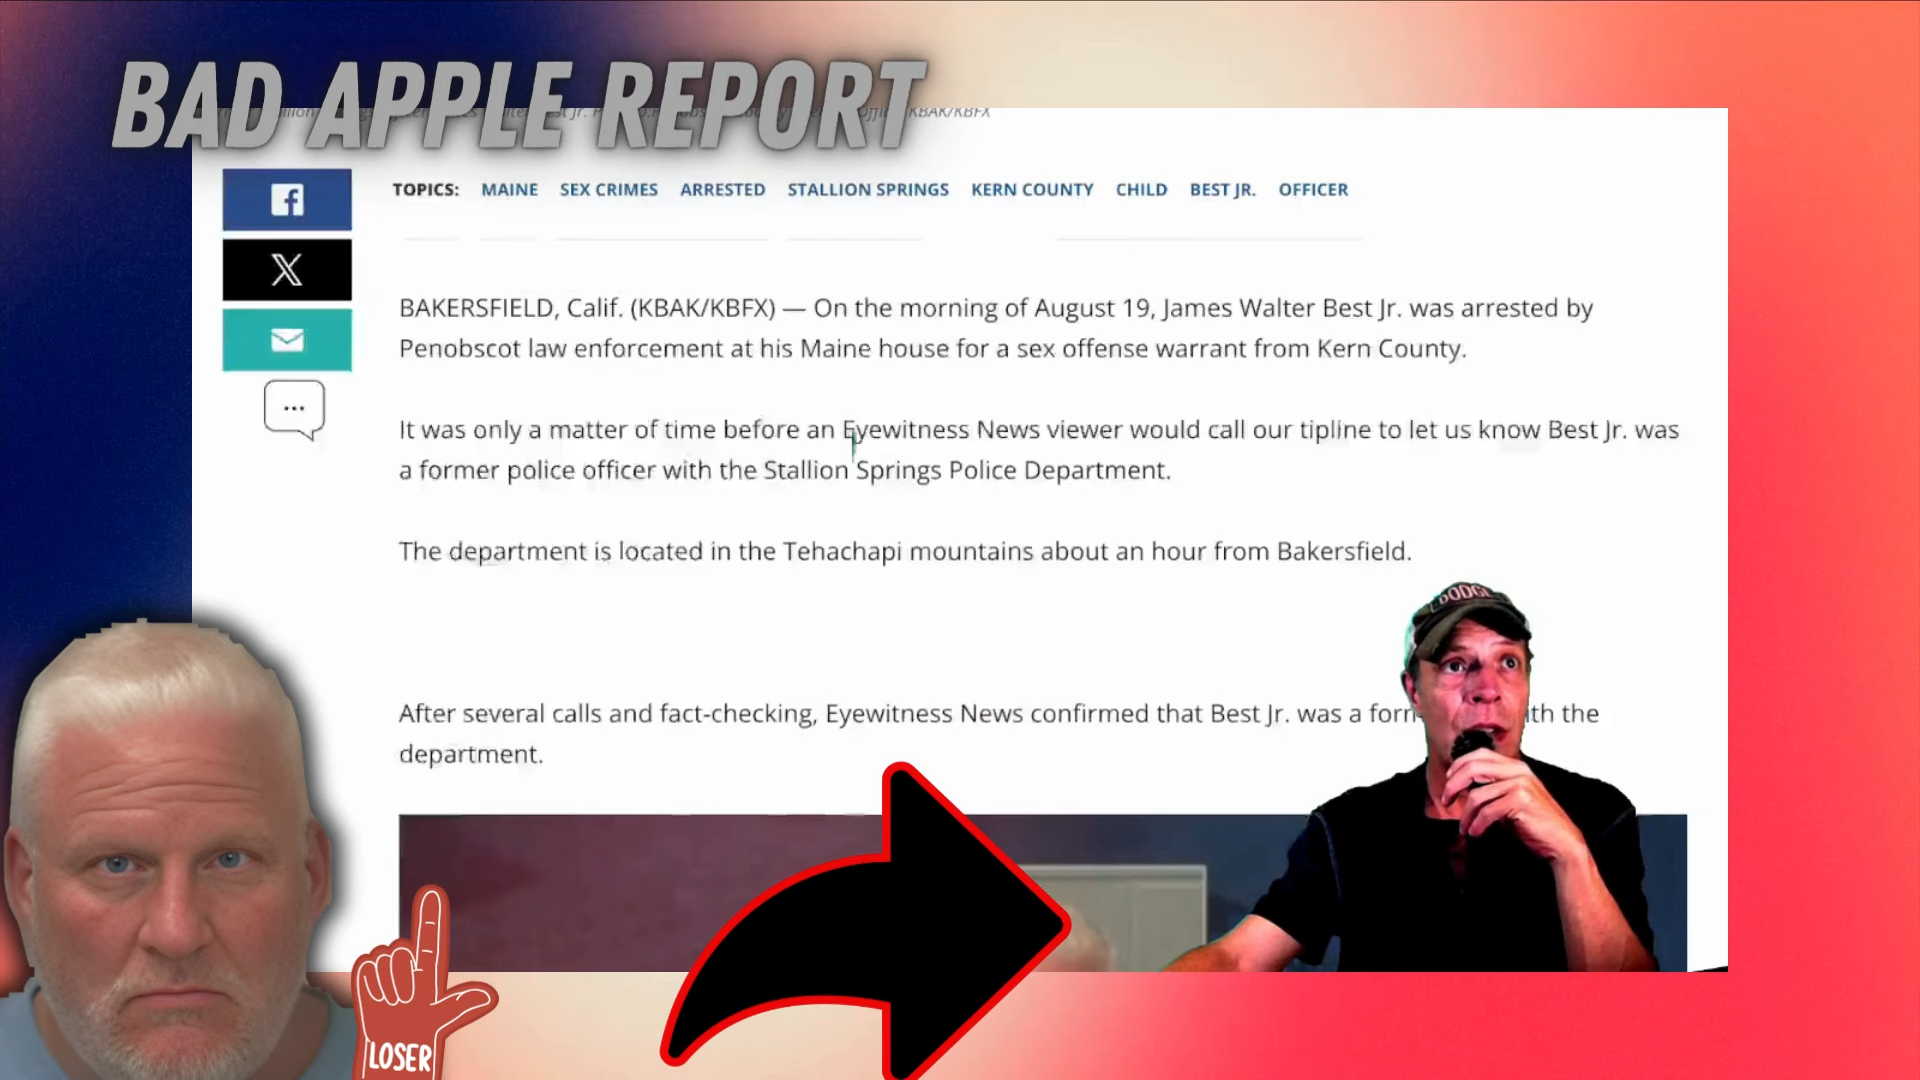 BAD APPLE REPORT
KBAK/KBFX
TOPICS: MAINE SEX CRIMES ARRESTED STALLION SPRINGS KERN COUNTY CHILD BEST JR. OFFICER
BAKERSFIELD, Calif. (KBAK/KBFX) — On the morning of August 19, James Walter Best Jr. was arrested by
Penobscot law enforcement at his Maine house for a sex offense warrant from Kern County.
It was only a matter of time before an Eyewitness News viewer would call our tipline to let us know Best Jr. was
a former police officer with the Stallion Springs Police Department.
The department is located in the Tehachapi mountains about an hour from Bakersfield.
After several calls and fact-checking, Eyewitness News confirmed that Best Jr. was a the
department.
DODGE
LOSER